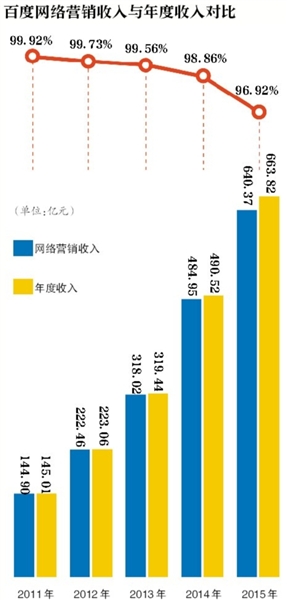 百度网络营销收入与年度收入对比
99.92%
99.73%
99.56%
98.86%
96.92%
(单位:亿元)
网络营销收入
年度收入
144.90
145.01
222.46
223.06
318.02
319.44
484.95
490.52
640.37
663.82
2011年
2012年
2013年
2014年
2015年